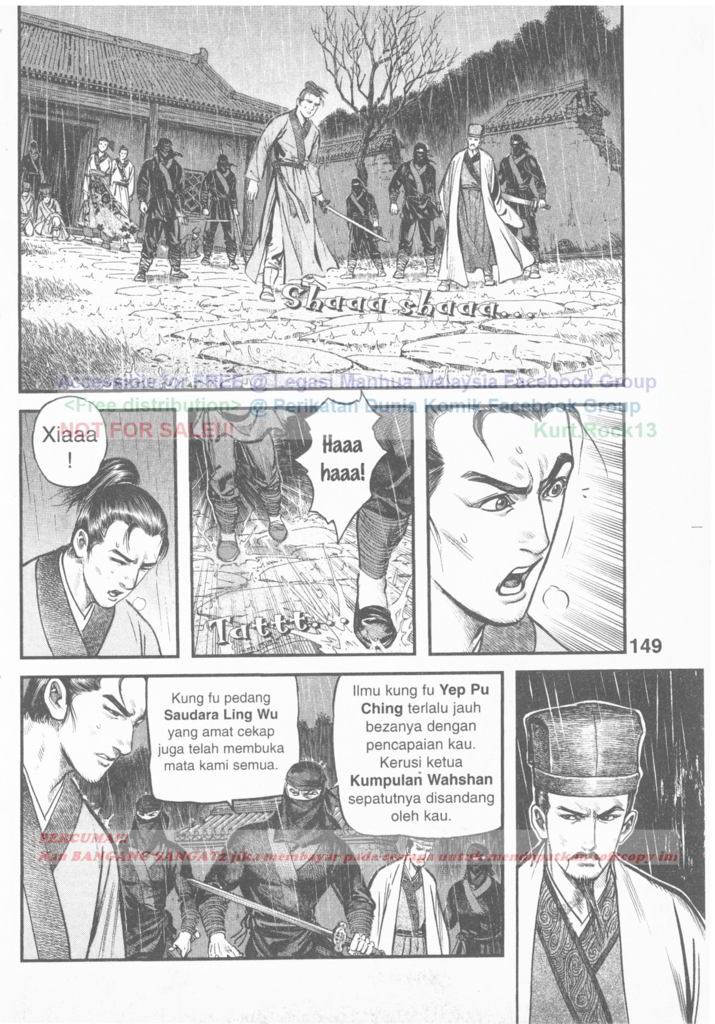 Shaaa shaaa...
Accessible for FREE @ Legasi Manhua Malaysia Facebook Group
<Free distribution> @ Perikatan Dunia Komik Facebook Group
NOT FOR SALE!!!
Kurt.Rock13
Xiaaa
!
Haaa
haaa!
Tattt...
149
Kung fu pedang
Saudara Ling Wu
yang amat cekap
juga telah membuka
mata kami semua.
Ilmu kung fu Yep Pu
Ching terlalu jauh
bezanya dengan
pencapaian kau.
Kerusi ketua
Kumpulan Wahshan
sepatutnya disandang
oleh kau.
PERCUMA!!!
Kau BANGANG SANGAT2 jika membayar pada sesiapa untuk mendapatkan softcopy ini